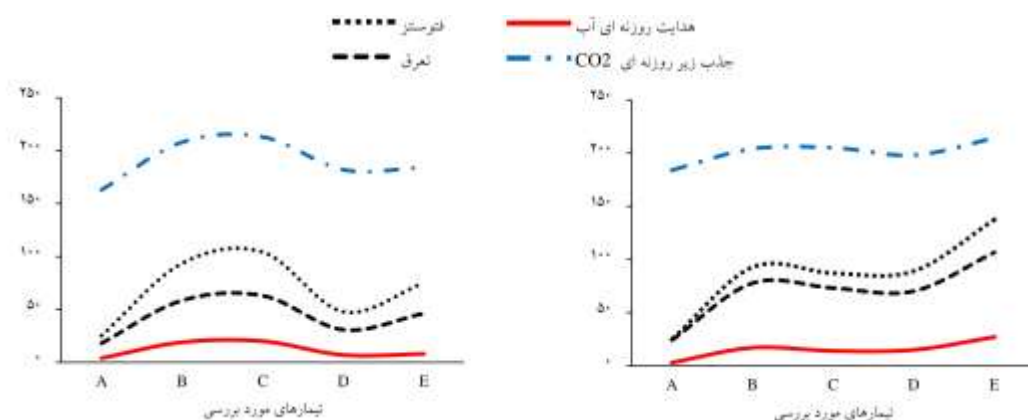 فتوسنتز
هدایت روزنه ای آب
تعرق
جذب زیر روزنه ای CO2
۲۵۰
۲۰۰
۱۵۰
۱۰۰
۵۰
۰
A B C D E
تیمارهای مورد بررسی
۲۵۰
۲۰۰
۱۵۰
۱۰۰
۵۰
۰
A B C D E
تیمارهای مورد بررسی